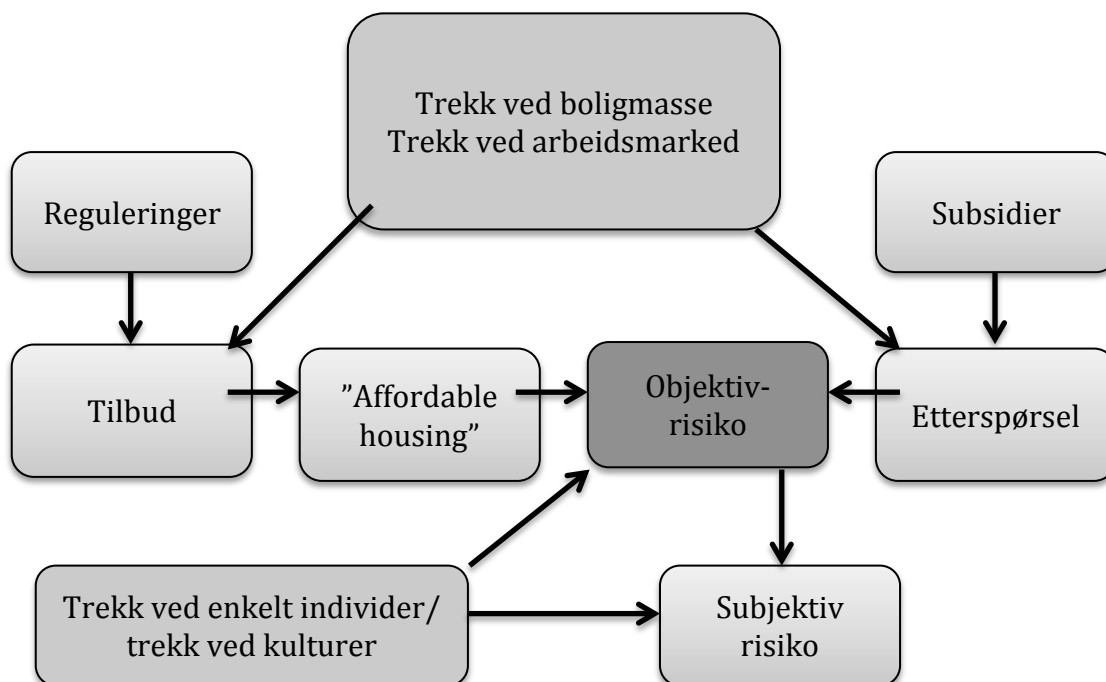 Trekk ved boligmasse
Trekk ved arbeidsmarked
Reguleringer
Subsidier
Tilbud
”Affordable
housing”
Objektiv-
risiko
Etterspørsel
Trekk ved enkelt individer/
trekk ved kulturer
Subjektiv
risiko